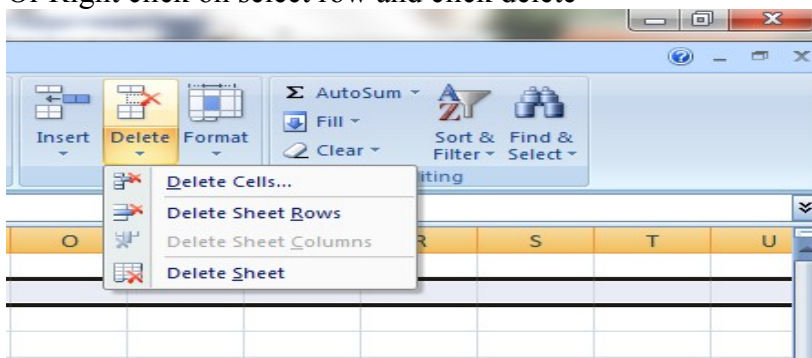 Or Right click on select row and click delete
Σ AutoSum
Fill
Clear
Insert Delete Format
Sort & Filter
Find & Select
iting
Delete Cells...
Delete Sheet Rows
Delete Sheet Columns
Delete Sheet
O R S T U